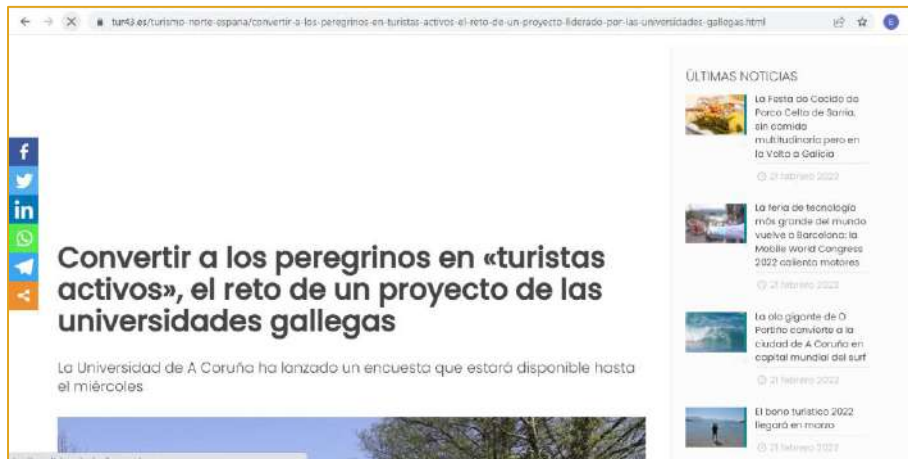 tur43.es/turismo-norte-espana/convertir-a-los-peregrinos-en-turistas-activos-el-reto-de-un-proyecto-liderado-por-las-universidades-gallegas.html
E
ÚLTIMAS NOTICIAS
La Festa do Cocido do
Porco Celta de Sarria,
sin comida
multitudinaria pero en
la Volta a Galicia
21 febrero 2022
La feria de tecnología
más grande del mundo
vuelve a Barcelona: la
Mobile World Congress
2022 calienta motores
21 febrero 2022
La ola gigante de O
Portiño convierte a la
ciudad de A Coruña en
capital mundial del surf
21 febrero 2022
El bono turístico 2022
llegará en marzo
21 febrero 2022
f
in
Convertir a los peregrinos en «turistas
activos», el reto de un proyecto de las
universidades gallegas
La Universidad de A Coruña ha lanzado un encuesta que estará disponible hasta
el miércoles